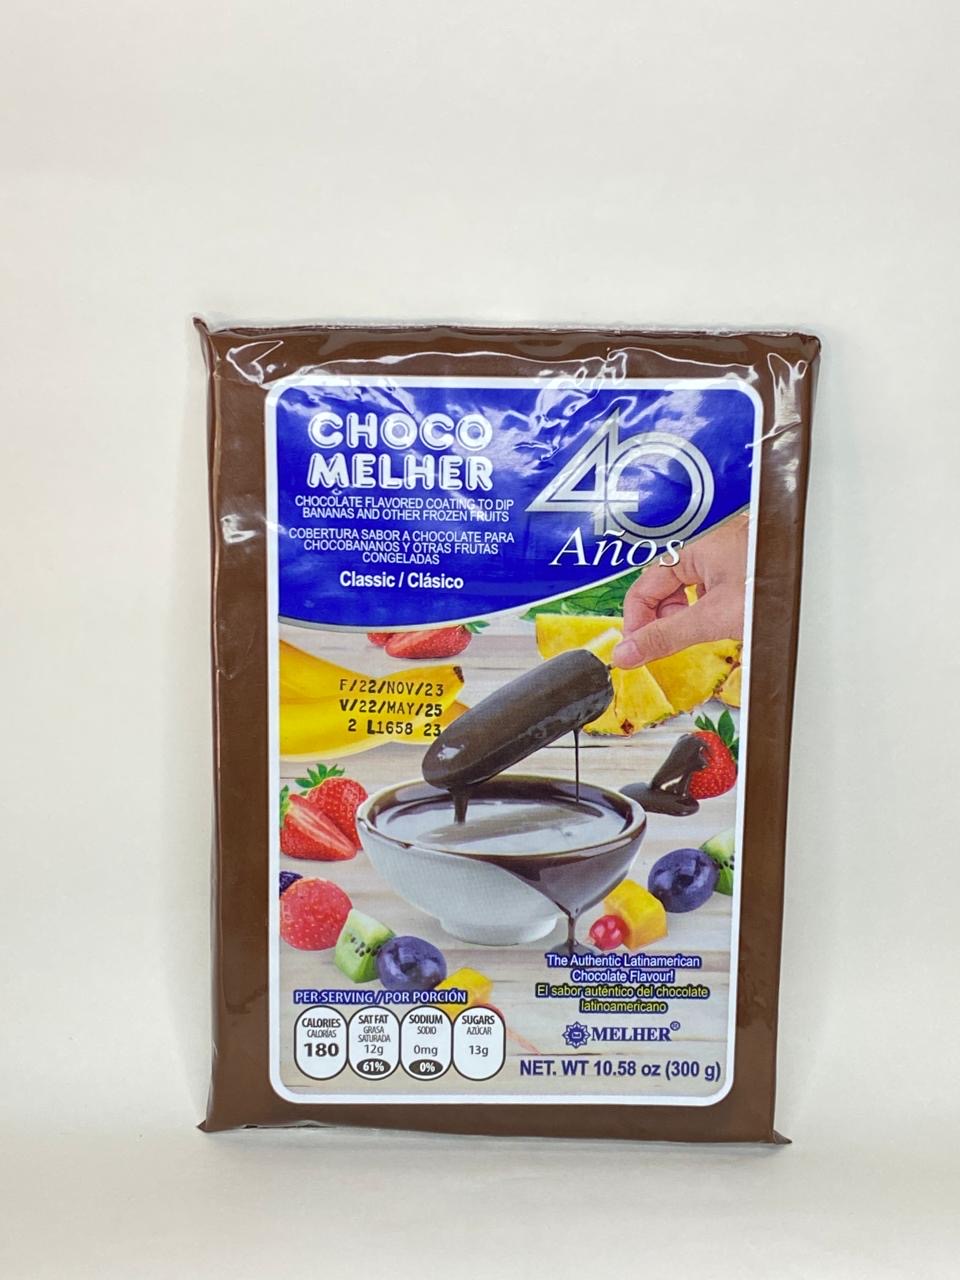 CHOCO
MELHER
CHOCOLATE FLAVORED COATING TO DIP
BANANAS AND OTHER FROZEN FRUITS
COBERTURA SABOR A CHOCOLATE PARA
CHOCOBANANOS Y OTRAS FRUTAS
CONGELADAS
Classic / Clásico
40
Años
F/22/NOV/23
V/22/MAY/25
2 L1658 23
The Authentic Latinamerican
Chocolate Flavour!
El sabor auténtico del chocolate
latinoamericano
MELHER®
NET. WT 10.58 oz (300 g)
PER SERVING / POR PORCIÓN
CALORIES
CALORÍAS
180
SAT FAT
GRASA
SATURADA
12g
61%
SODIUM
SODIO
0mg
0%
SUGARS
AZÚCAR
13g